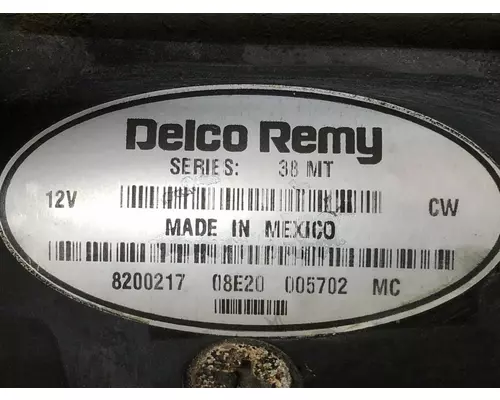 Delco Remy
SERIES: 38 MT
12V CW
MADE IN MEXICO
8200217 08E20 005702 MC